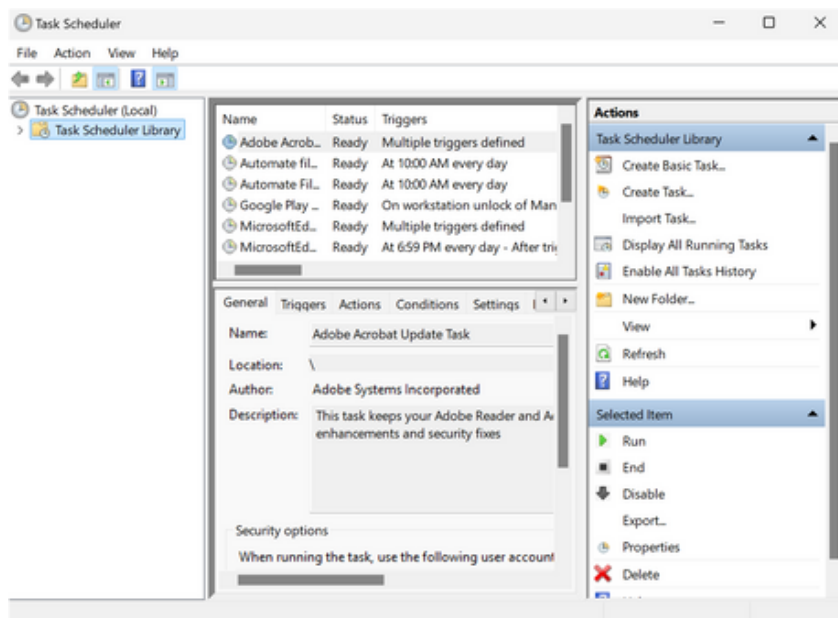 Task Scheduler
File Action View Help
Task Scheduler (Local)
Task Scheduler Library
Name Status Triggers
Adobe Acrob... Ready Multiple triggers defined
Automate fil... Ready At 10:00 AM every day
Automate Fil... Ready At 10:00 AM every day
Google Play ... Ready On workstation unlock of Man
MicrosoftEd... Ready Multiple triggers defined
MicrosoftEd... Ready At 6:59 PM every day - After trig
General Triggers Actions Conditions Settings
Name: Adobe Acrobat Update Task
Location: \
Author: Adobe Systems Incorporated
Description: This task keeps your Adobe Reader and A
enhancements and security fixes
Security options
When running the task, use the following user account
Actions
Task Scheduler Library
Create Basic Task...
Create Task...
Import Task...
Display All Running Tasks
Enable All Tasks History
New Folder...
View
Refresh
Help
Selected Item
Run
End
Disable
Export...
Properties
Delete